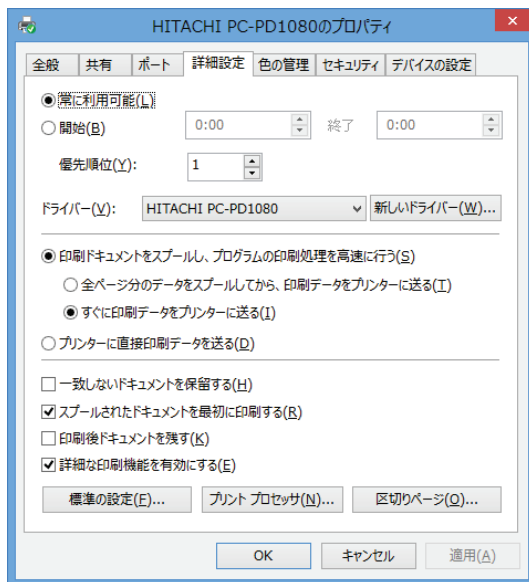 HITACHI PC-PD1080のプロパティ
全般 共有 ポート 詳細設定 色の管理 セキュリティ デバイスの設定
常に利用可能(L)
開始(B) 0:00 終了 0:00
優先順位(Y): 1
ドライバー(V): HITACHI PC-PD1080 新しいドライバー(W)...
印刷ドキュメントをスプールし、プログラムの印刷処理を高速に行う(S)
全ページ分のデータをスプールしてから、印刷データをプリンターに送る(T)
すぐに印刷データをプリンターに送る(I)
プリンターに直接印刷データを送る(D)
一致しないドキュメントを保留する(H)
スプールされたドキュメントを最初に印刷する(R)
印刷後ドキュメントを残す(K)
詳細な印刷機能を有効にする(E)
標準の設定(F)... プリント プロセッサ(N)... 区切りページ(O)...
OK キャンセル 適用(A)